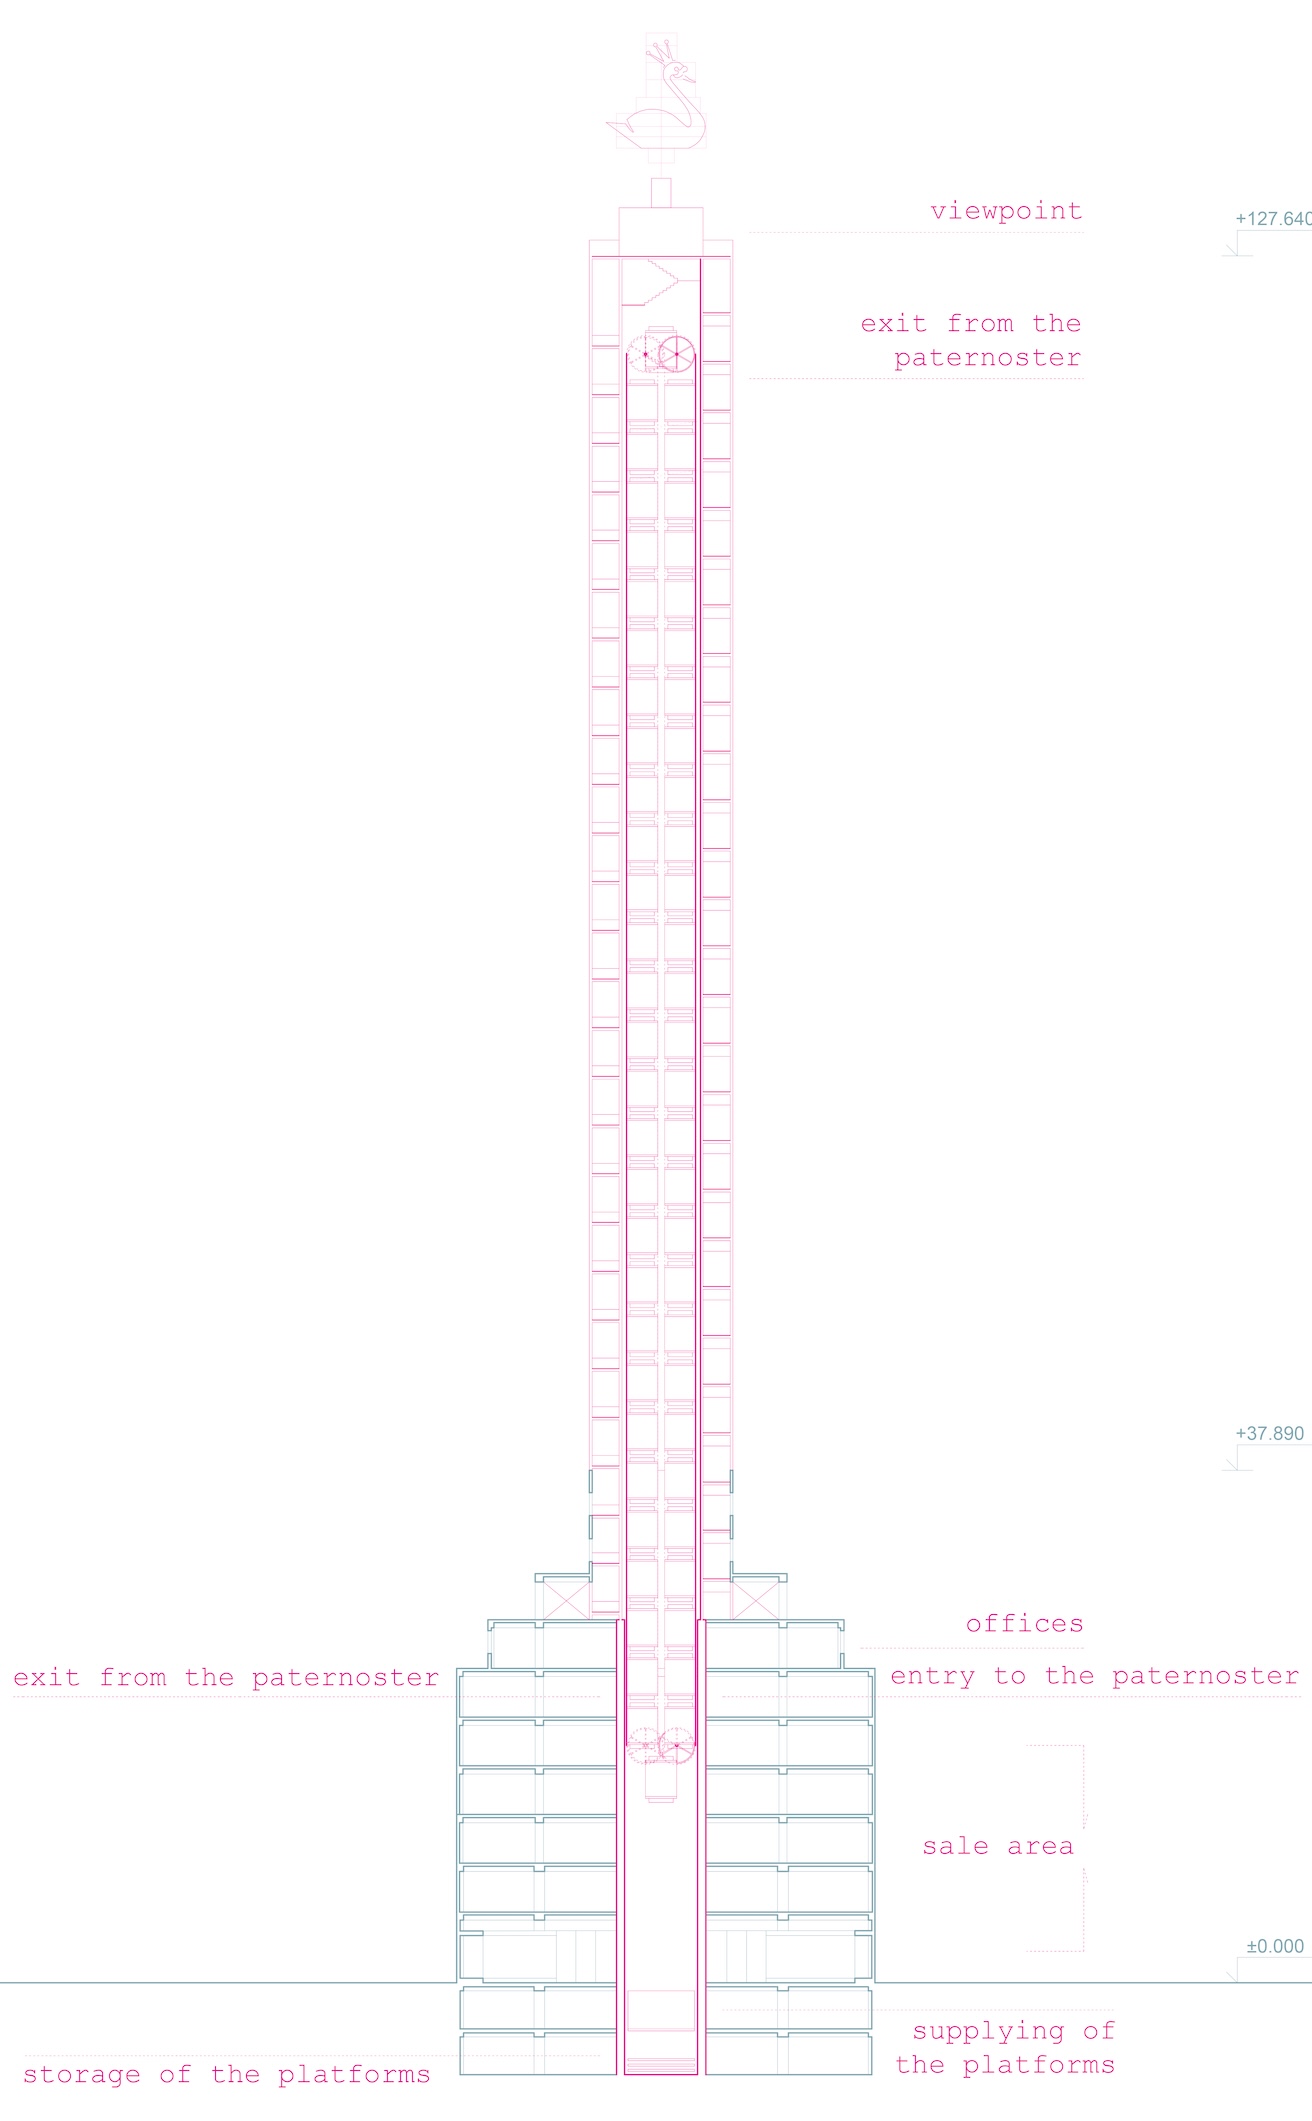 viewpoint
+127.640
exit from the
paternoster
+37.890
offices
exit from the paternoster
entry to the paternoster
sale area
±0.000
supplying of
the platforms
storage of the platforms